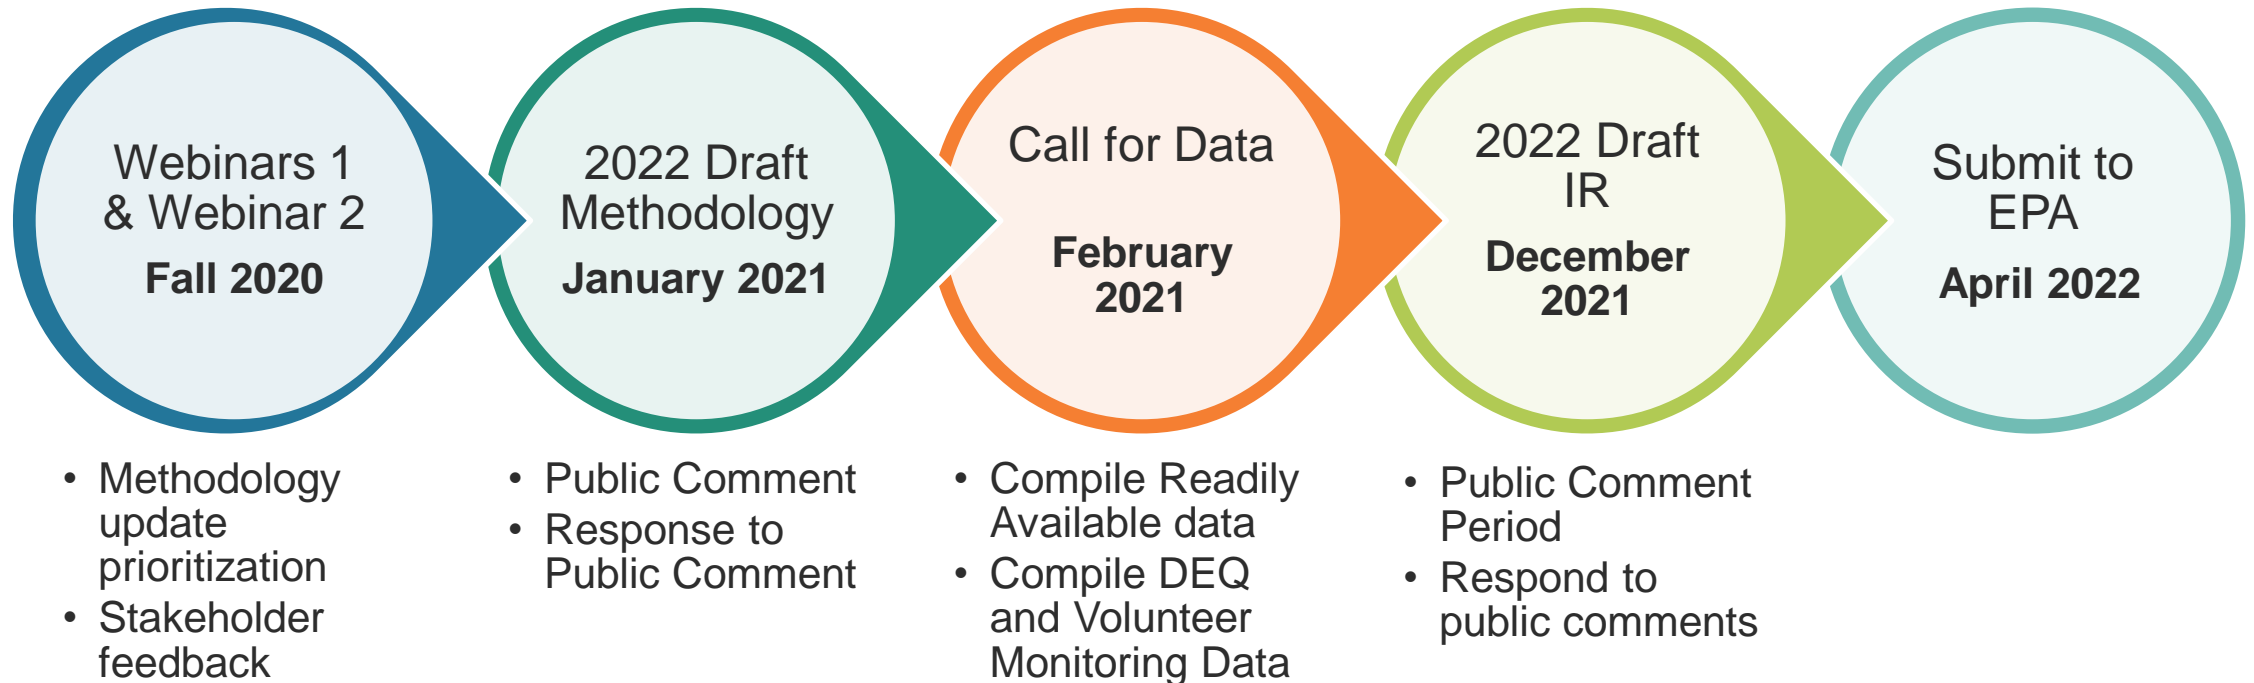 Webinars 1
& Webinar 2
Fall 2020
• Methodology
update
prioritization
• Stakeholder
feedback
2022 Draft
Methodology
January 2021
• Public Comment
• Response to
Public Comment
Call for Data
February
2021
• Compile Readily
Available data
• Compile DEQ
and Volunteer
Monitoring Data
2022 Draft
IR
December
2021
• Public Comment
Period
• Respond to
public comments
Submit to
EPA
April 2022